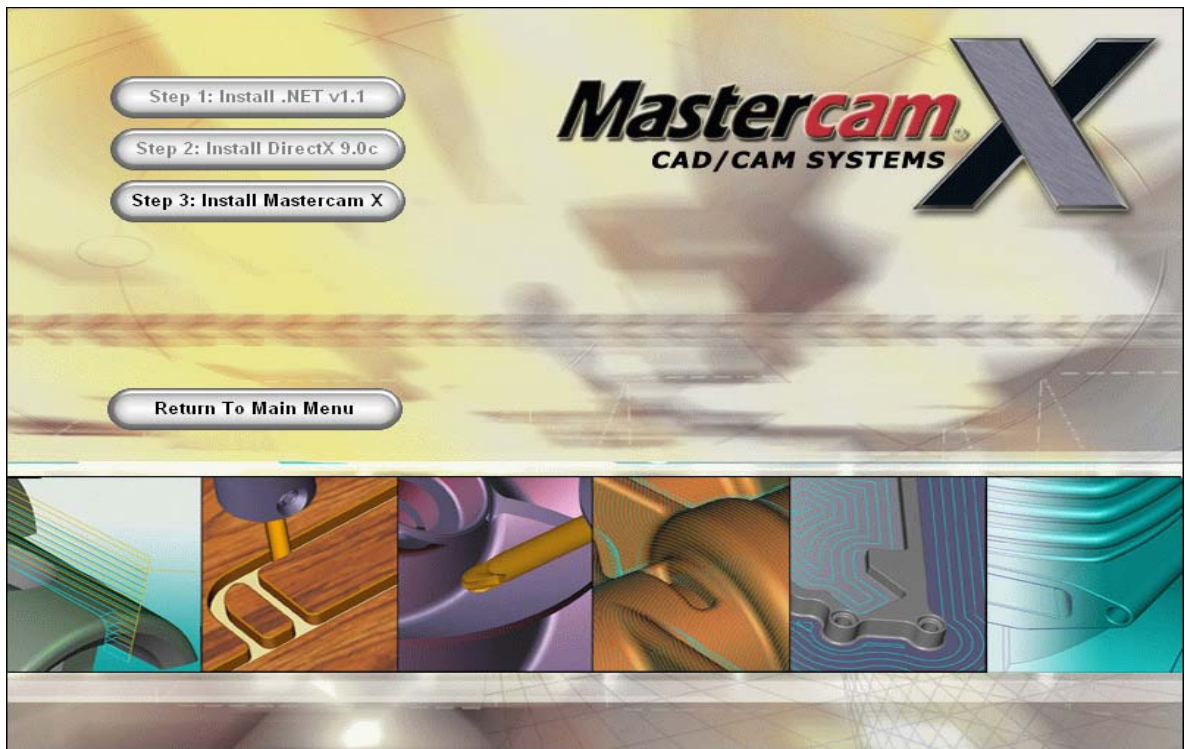 Step 1: Install .NET v1.1
Step 2: Install DirectX 9.0c
Step 3: Install Mastercam X
Return To Main Menu
Mastercam® X
CAD/CAM SYSTEMS